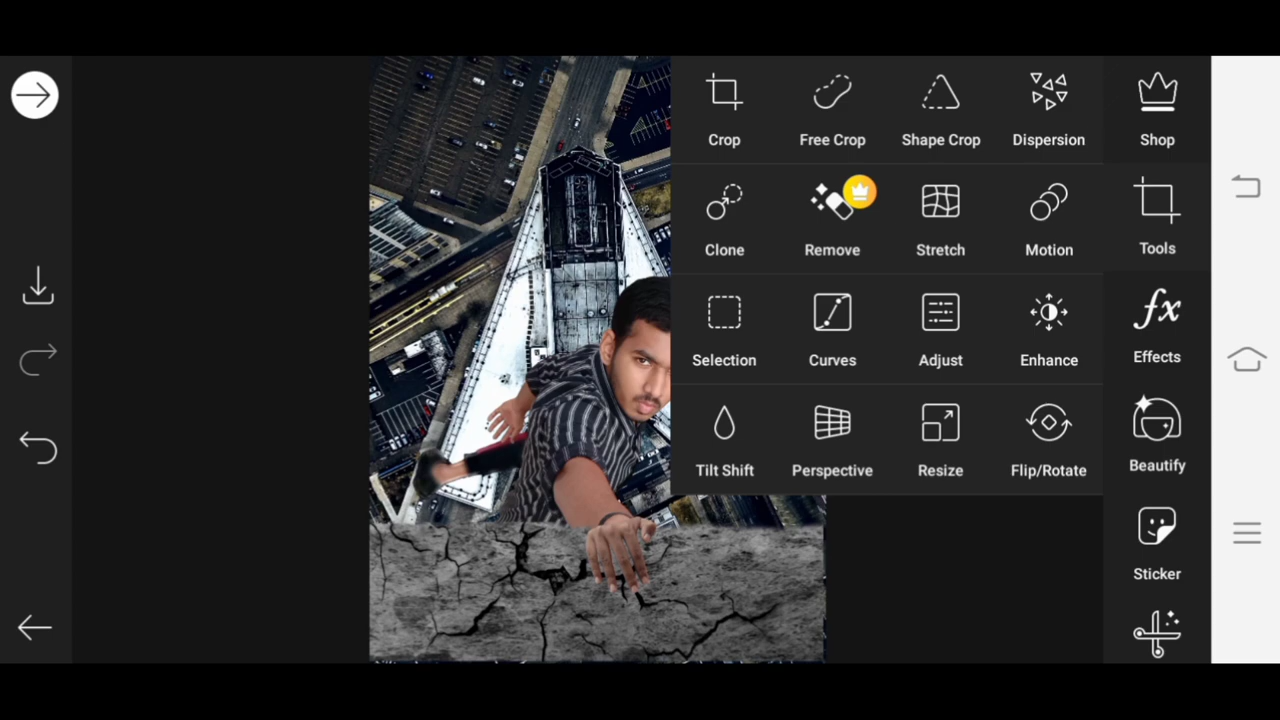 Crop Free Crop Shape Crop Dispersion Shop
Clone Remove Stretch Motion Tools
Selection Curves Adjust Enhance Effects
Tilt Shift Perspective Resize Flip/Rotate Beautify
Sticker